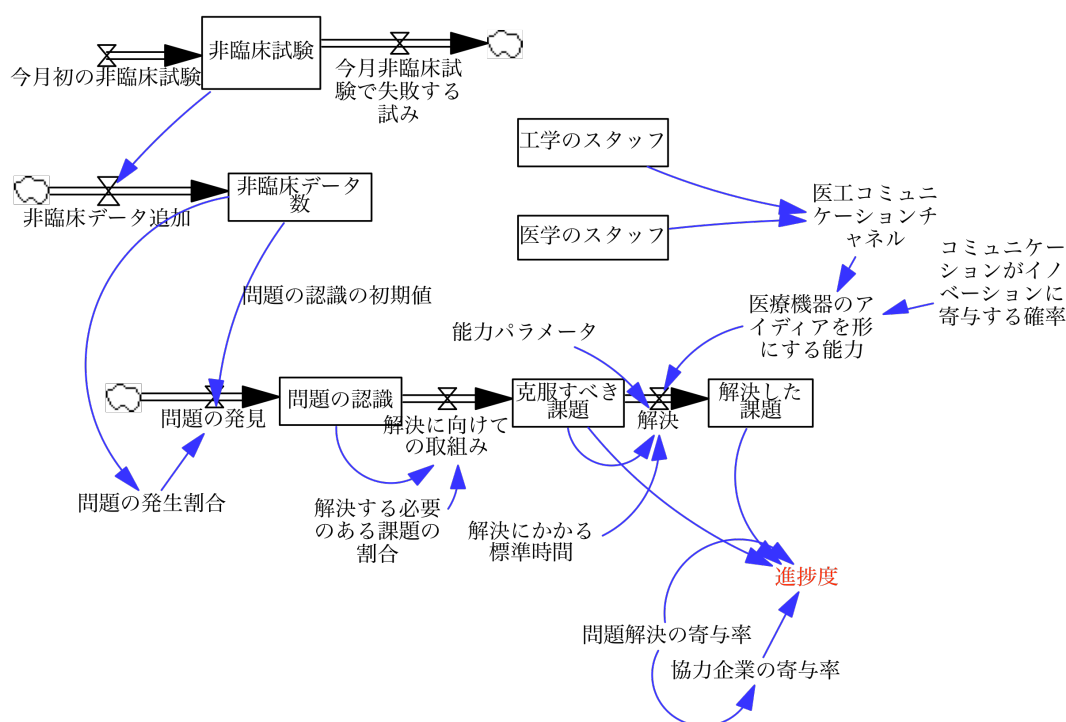 非臨床試験
今月初の非臨床試験
今月非臨床試
験で失敗する
試み
工学のスタッフ
非臨床データ
数
非臨床データ追加
医工コミュニ
ケーションチ
ャネル
医学のスタッフ
コミュニケー
ションがイノ
ベーションに
寄与する確率
問題の認識の初期値
医療機器のア
イディアを形
にする能力
能力パラメータ
問題の認識
克服すべき
課題
解決した
課題
問題の発見
解決に向けて
の取組み
解決
問題の発生割合
解決する必要
のある課題の
割合
解決にかかる
標準時間
進捗度
問題解決の寄与率
協力企業の寄与率